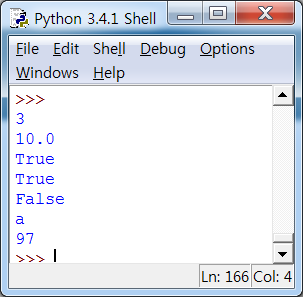 Python 3.4.1 Shell
File Edit Shell Debug Options
Windows Help
>>>
3
10.0
True
True
False
a
97
>>>
Ln: 166 Col: 4